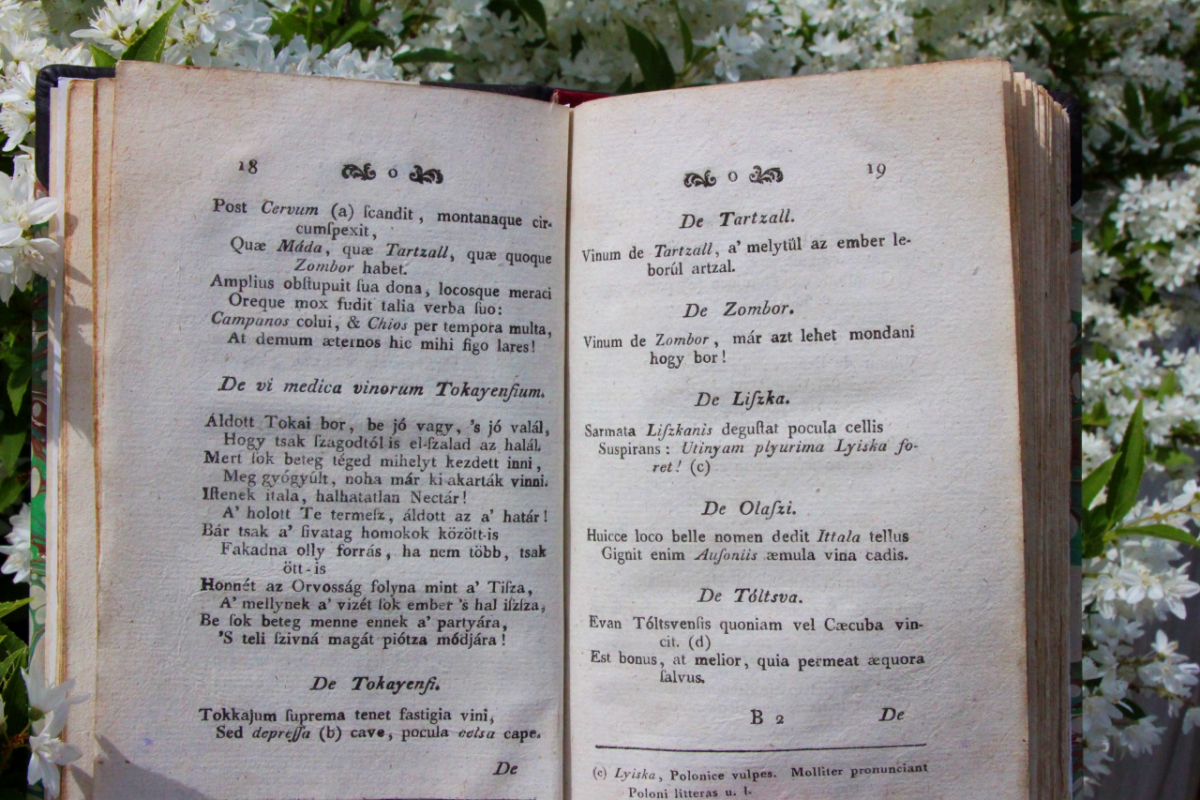 18 o
Post Cervum (a) ſcandit, montanaque cir-
cumſpexit,
Quæ Máda, quæ Tartzall, quæ quoque
Zombor habet.
Amplius obſtupuit ſua dona, locosque meraci
Oreque mox fudit talia verba ſuo:
Campanos colui, & Chios per tempora multa,
At demum æternos hic mihi figo lares!
De vi medica vinorum Tokayenſium.
Áldott Tokai bor, be jó vagy, 's jó valál,
Hogy tsak ſzagodtól is el-ſzalad az halál.
Mert ſok beteg téged mihelyt kezdett inni,
Meg gyógyúlt, noha már ki akarták vinni.
Iſtenek itala, halhatatlan Nectár!
A' holott Te termeſz, áldott az a' határ!
Bár tsak a' ſivatag homokok között-is
Fakadna olly forrás, ha nem több, tsak
ött-is
Honnét az Orvosság folyna mint a' Tiſza,
A' mellynek a' vizét ſok ember 's hal iſzſza,
Be ſok beteg menne ennek a' partyára,
'S teli ſzivná magát piótza módjára!
De Tokayenſi.
Tokkajum ſuprema tenet fastigia vini,
Sed depreſſa (b) cave, pocula celsa cape.
De
o 19
De Tartzall.
Vinum de Tartzall, a' melytül az ember le-
borúl artzal.
De Zombor.
Vinum de Zombor, már azt lehet mondani
hogy bor!
De Liſzka.
Sarmata Liſzkanis deguſtat pocula cellis
Suspirans: Utinyam plyurima Lyiska fo-
ret! (c)
De Olaſzi.
Huicce loco belle nomen dedit Ittala tellus
Gignit enim Auſoniis æmula vina cadis.
De Tóltsva.
Evan Tóltsvenſis quoniam vel Cæcuba vin-
cit. (d)
Est bonus, at melior, quia permeat æquora
ſalvus.
B 2 De
(c) Lyiska, Polonice vulpes. Molliter pronunciant
Poloni litteras u. l.